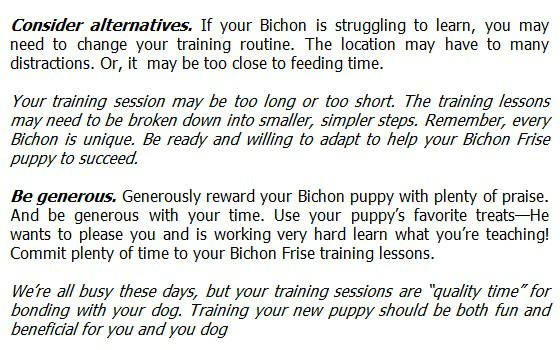 Consider alternatives. If your Bichon is struggling to learn, you may
need to change your training routine. The location may have to many
distractions. Or, it may be too close to feeding time.
Your training session may be too long or too short. The training lessons
may need to be broken down into smaller, simpler steps. Remember, every
Bichon is unique. Be ready and willing to adapt to help your Bichon Frise
puppy to succeed.
Be generous. Generously reward your Bichon puppy with plenty of praise.
And be generous with your time. Use your puppy's favorite treats—He
wants to please you and is working very hard learn what you're teaching!
Commit plenty of time to your Bichon Frise training lessons.
We're all busy these days, but your training sessions are “quality time” for
bonding with your dog. Training your new puppy should be both fun and
beneficial for you and you dog